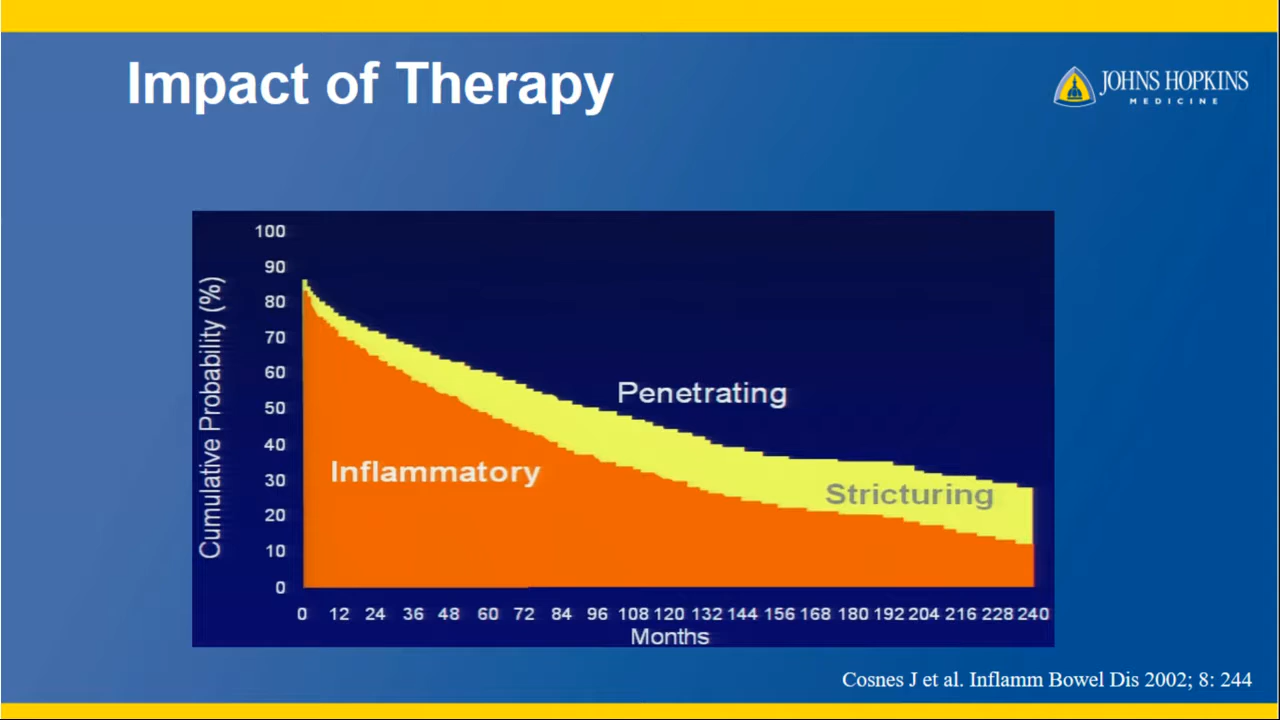 Impact of Therapy
JOHNS HOPKINS
MEDICINE
100
90
80
70
60
50
40
30
20
10
0
Cumulative Probability (%)
Penetrating
Inflammatory
Stricturing
0 12 24 36 48 60 72 84 96 108 120 132 144 156 168 180 192 204 216 228 240
Months
Cosnes J et al. Inflamm Bowel Dis 2002; 8: 244